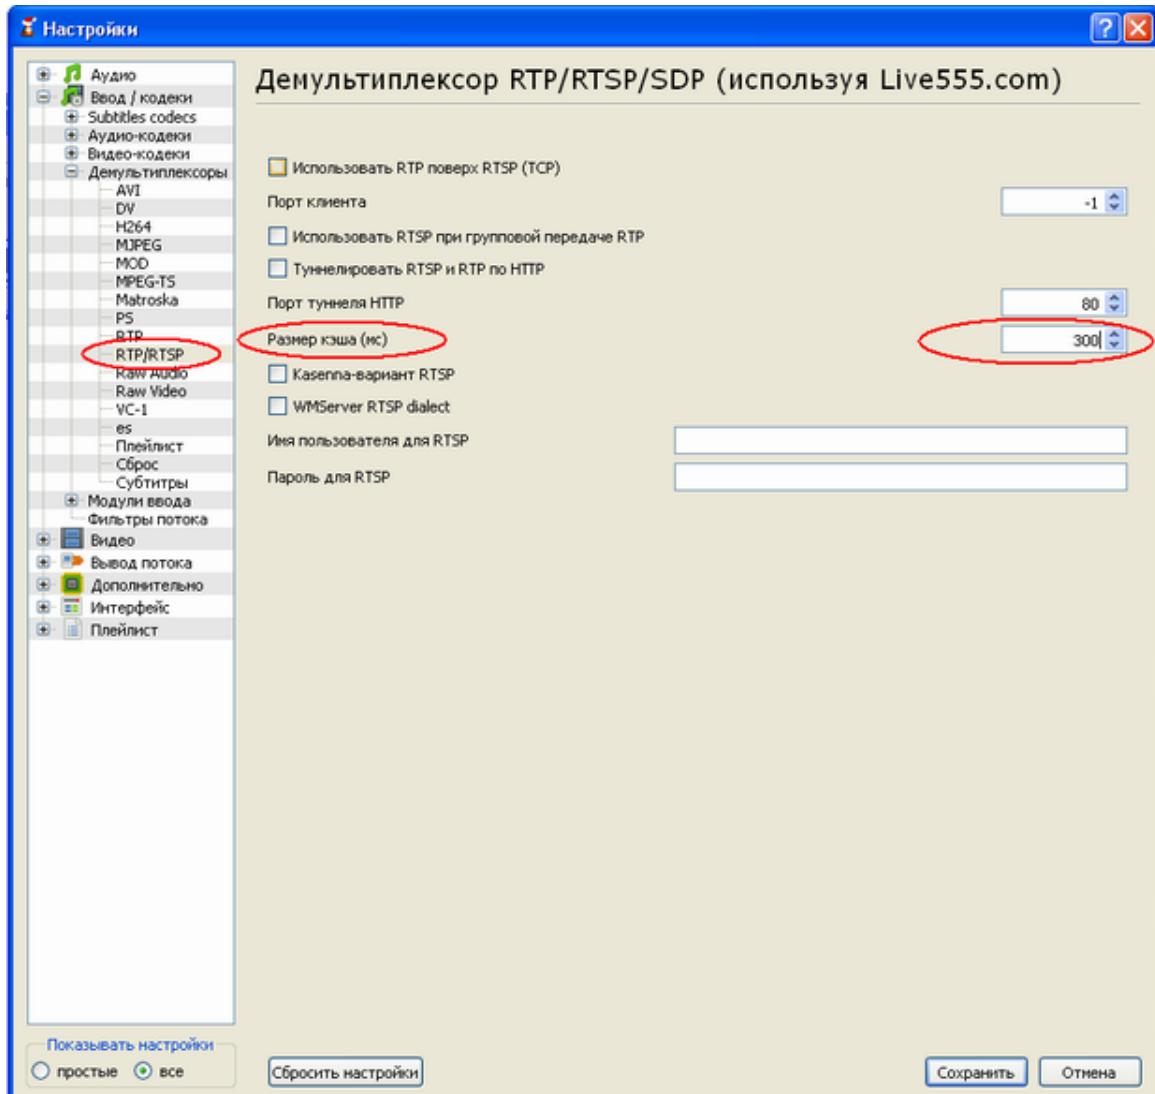 Настройки
Аудио
Ввод / кодеки
Subtitles codecs
Аудио-кодеки
Видео-кодеки
Демультиплексоры
AVI
DV
H264
MJPEG
MOD
MPEG-TS
Matroska
PS
RTP
RTP/RTSP
Raw Audio
Raw Video
VC-1
es
Плейлист
Сброс
Субтитры
Модули ввода
Фильтры потока
Видео
Вывод потока
Дополнительно
Интерфейс
Плейлист
Показывать настройки
простые все
Демультиплексор RTP/RTSP/SDP (используя Live555.com)
Использовать RTP поверх RTSP (TCP)
Порт клиента -1
Использовать RTSP при групповой передаче RTP
Туннелировать RTSP и RTP по HTTP
Порт туннеля HTTP 80
Размер кэша (мс) 300
Kasenna-вариант RTSP
WMServer RTSP dialect
Имя пользователя для RTSP
Пароль для RTSP
Сбросить настройки Сохранить Отмена